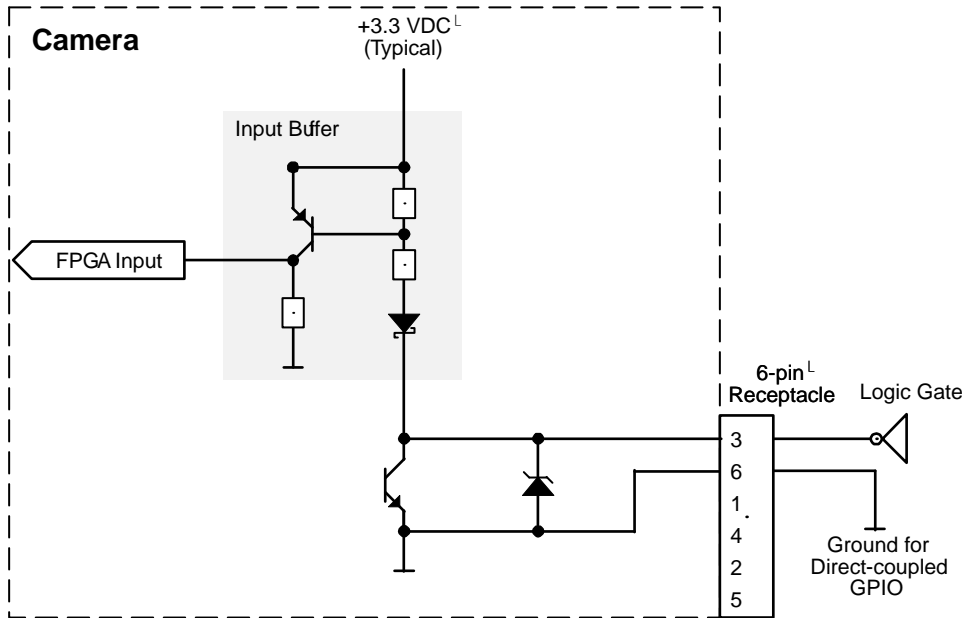 Camera
+3.3 VDC└
(Typical)
Input Buffer
FPGA Input
6-pin└
Receptacle
Logic Gate
3
6
1
4
2
5
Ground for
Direct-coupled
GPIO